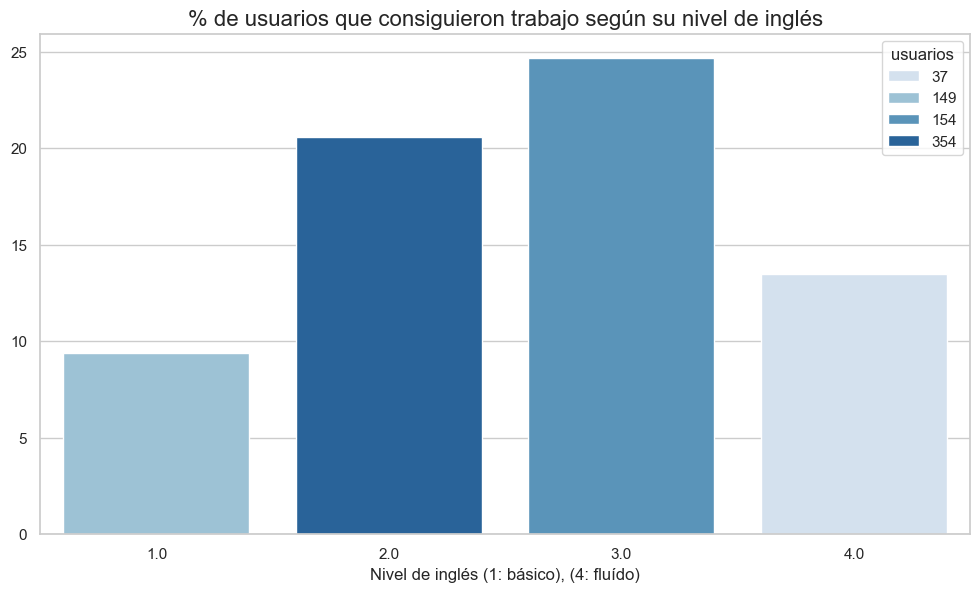 % de usuarios que consiguieron trabajo según su nivel de inglés
usuarios
37
149
154
354
25
20
15
10
5
0
1.0 2.0 3.0 4.0
Nivel de inglés (1: básico), (4: fluído)